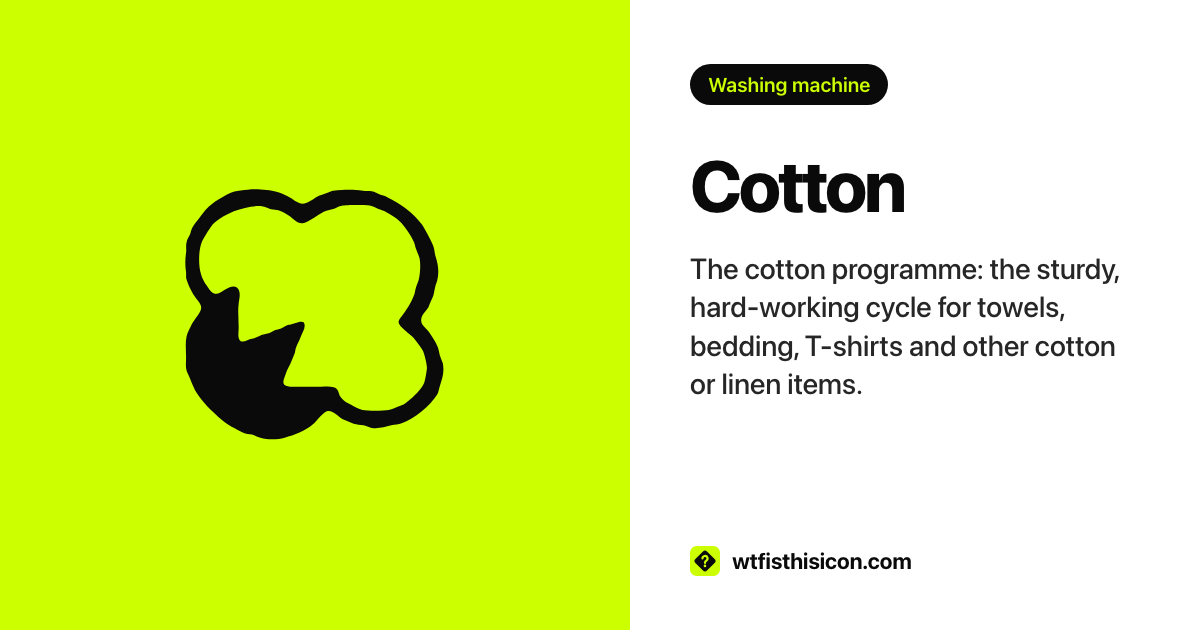 Washing machine
Cotton
The cotton programme: the sturdy,
hard-working cycle for towels,
bedding, T-shirts and other cotton
or linen items.
?
wtfisthisicon.com